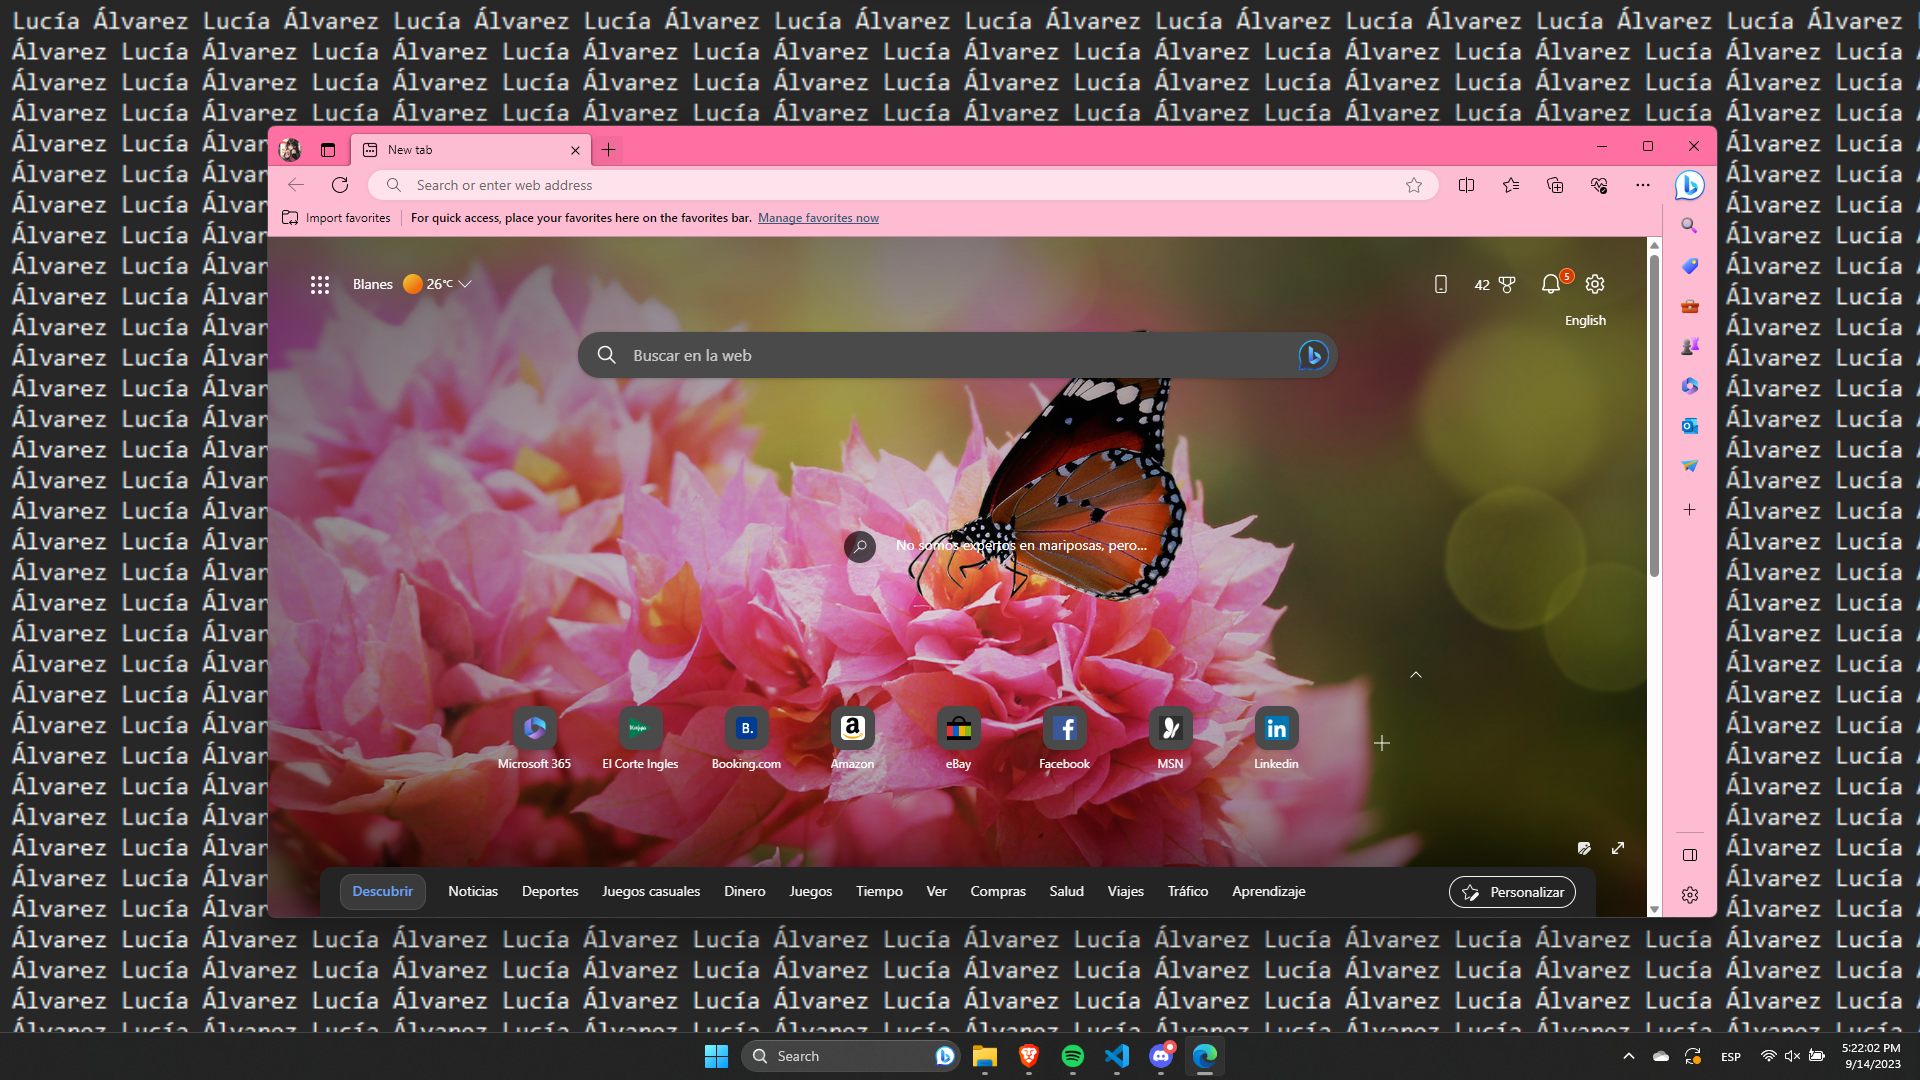 Lucía Álvarez Lucía Álvarez Lucía Álvarez Lucía Álvarez Lucía Álvarez Lucía Álvarez Lucía Álvarez Lucía Álvarez Lucía Álvarez Lucía Álvarez
Álvarez Lucía Álvarez Lucía Álvarez Lucía Álvarez Lucía Álvarez Lucía Álvarez Lucía Álvarez Lucía Álvarez Lucía Álvarez Lucía Álvarez Lucía
Álvarez Lucía Álvarez Lucía Álvarez Lucía Álvarez Lucía Álvarez Lucía Álvarez Lucía Álvarez Lucía Álvarez Lucía Álvarez Lucía Álvarez Lucía
Álvarez Lucía Álvarez Lucía Álvarez Lucía Álvarez Lucía Álvarez Lucía Álvarez Lucía Álvarez Lucía Álvarez Lucía Álvarez Lucía Álvarez Lucía
New tab
Search or enter web address
Import favorites For quick access, place your favorites here on the favorites bar. Manage favorites now
Blanes 26°C 42 5
English
Buscar en la web
No somos expertos en mariposas, pero...
Microsoft 365 El Corte Ingles Booking.com Amazon eBay Facebook MSN Linkedin
Descubrir Noticias Deportes Juegos casuales Dinero Juegos Tiempo Ver Compras Salud Viajes Tráfico Aprendizaje Personalizar
Álvarez Lucía Álvarez Lucía Álvarez Lucía Álvarez Lucía Álvarez Lucía Álvarez Lucía Álvarez Lucía Álvarez Lucía Álvarez Lucía Álvarez Lucía
Álvarez Lucía Álvarez Lucía Álvarez Lucía Álvarez Lucía Álvarez Lucía Álvarez Lucía Álvarez Lucía Álvarez Lucía Álvarez Lucía Álvarez Lucía
Álvarez Lucía Álvarez Lucía Álvarez Lucía Álvarez Lucía Álvarez Lucía Álvarez Lucía Álvarez Lucía Álvarez Lucía Álvarez Lucía Álvarez Lucía
Search ESP 5:22:02 PM
9/14/2023